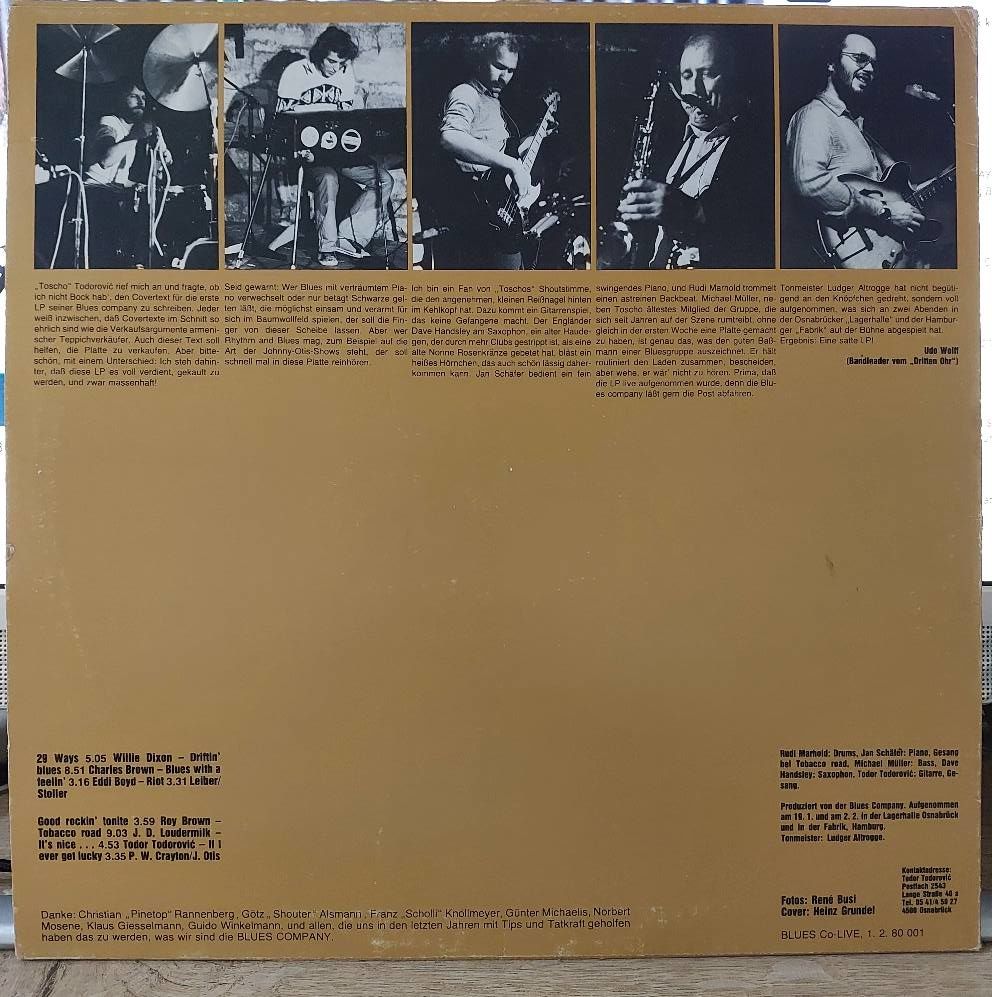 „Toscho" Todorović rief mich an und fragte, ob
ich nicht Bock hab', den Covertext für die erste
LP seiner Blues company zu schreiben. Jeder
weiß inzwischen, daß Covertexte im Schnitt so
ehrlich sind wie die Verkaufsargumente armeni-
scher Teppichverkäufer. Auch dieser Text soll
helfen, die Platte zu verkaufen. Aber bitte-
schön, mit einem Unterschied: Ich steh dahin-
ter, daß diese LP es voll verdient, gekauft zu
werden, und zwar massenhaft!
Seid gewarnt: Wer Blues mit verträumtem Pia-
no verwechselt oder nur betagt Schwarze gel-
ten läßt, die möglichst einsam und verarmt für
sich im Baumwollfeld spielen, der soll die Fin-
ger von dieser Scheibe lassen. Aber wer
Rhythm and Blues mag, zum Beispiel auf die
Art der Johnny-Otis-Shows steht, der soll
schnell mal in diese Platte reinhören.
Ich bin ein Fan von „Toschos" Shoutstimme,
die den angenehmen, kleinen Reißnagel hinten
im Kehlkopf hat. Dazu kommt ein Gitarrenspiel,
das keine Gefangene macht. Der Engländer
Dave Handsley am Saxophon, ein alter Haude-
gen, der durch mehr Clubs gestrippt ist, als eine
alte Nonne Rosenkränze gebetet hat, bläst ein
heißes Hörnchen, das auch schön lässig daher-
kommen kann. Jan Schäfer bedient ein fein
swingendes Piano, und Rudi Marhold trommelt
einen astreinen Backbeat. Michael Müller, ne-
ben Toscho ältestes Mitglied der Gruppe, die
sich seit Jahren auf der Szene rumtreibt, ohne
gleich in der ersten Woche eine Platte gemacht
zu haben, ist genau das, was den guten Baß-
mann einer Bluesgruppe auszeichnet. Er hält
routiniert den Laden zusammen, bescheiden,
aber wehe, er wär' nicht zu hören. Prima, daß
die LP live aufgenommen wurde, denn die Blu-
es company läßt gern die Post abfahren.
Tonmeister Ludger Altrogge hat nicht begüti-
gend an den Knöpfchen gedreht, sondern voll
aufgenommen, was sich an zwei Abenden in
der Osnabrücker „Lagerhalle" und der Hambur-
ger „Fabrik" auf der Bühne abgespielt hat.
Ergebnis: Eine satte LP!
Udo Wolff
(Bandleader vom „Dritten Ohr")
29 Ways 5.05 Willie Dixon – Driftin'
blues 8.51 Charles Brown – Blues with a
feelin' 3.16 Eddi Boyd – Riot 3.31 Leiber/
Stoller
Good rockin' tonite 3.59 Roy Brown –
Tobacco road 9.03 J. D. Loudermilk –
It's nice . . . 4.53 Todor Todorović – If I
ever get lucky 3.35 P. W. Crayton/J. Otis
Rudi Marhold: Drums, Jan Schäfer: Piano, Gesang
bei Tobacco road, Michael Müller: Bass, Dave
Handsley: Saxofon, Todor Todorović: Gitarre, Ge-
sang.
Produziert von der Blues Company. Aufgenommen
am 19. 1. und am 2. 2. in der Lagerhalle Osnabrück
und in der Fabrik, Hamburg.
Tonmeister: Ludger Altrogge.
Kontaktadresse:
Todor Todorović
Postfach 2543
Lange Straße 40 a
Tel. 05 41/4 59 27
4500 Osnabrück
Fotos: René Busi
Cover: Heinz Grundel
Danke: Christian „Pinetop" Rannenberg, Götz „Shouter" Alsmann, Franz „Scholli" Knollmeyer, Günter Michaelis, Norbert
Mosene, Klaus Giesselmann, Guido Winkelmann, und allen, die uns in den letzten Jahren mit Tips und Tatkraft geholfen
haben das zu werden, was wir sind die BLUES COMPANY.
BLUES Co-LIVE, 1. 2. 80 001